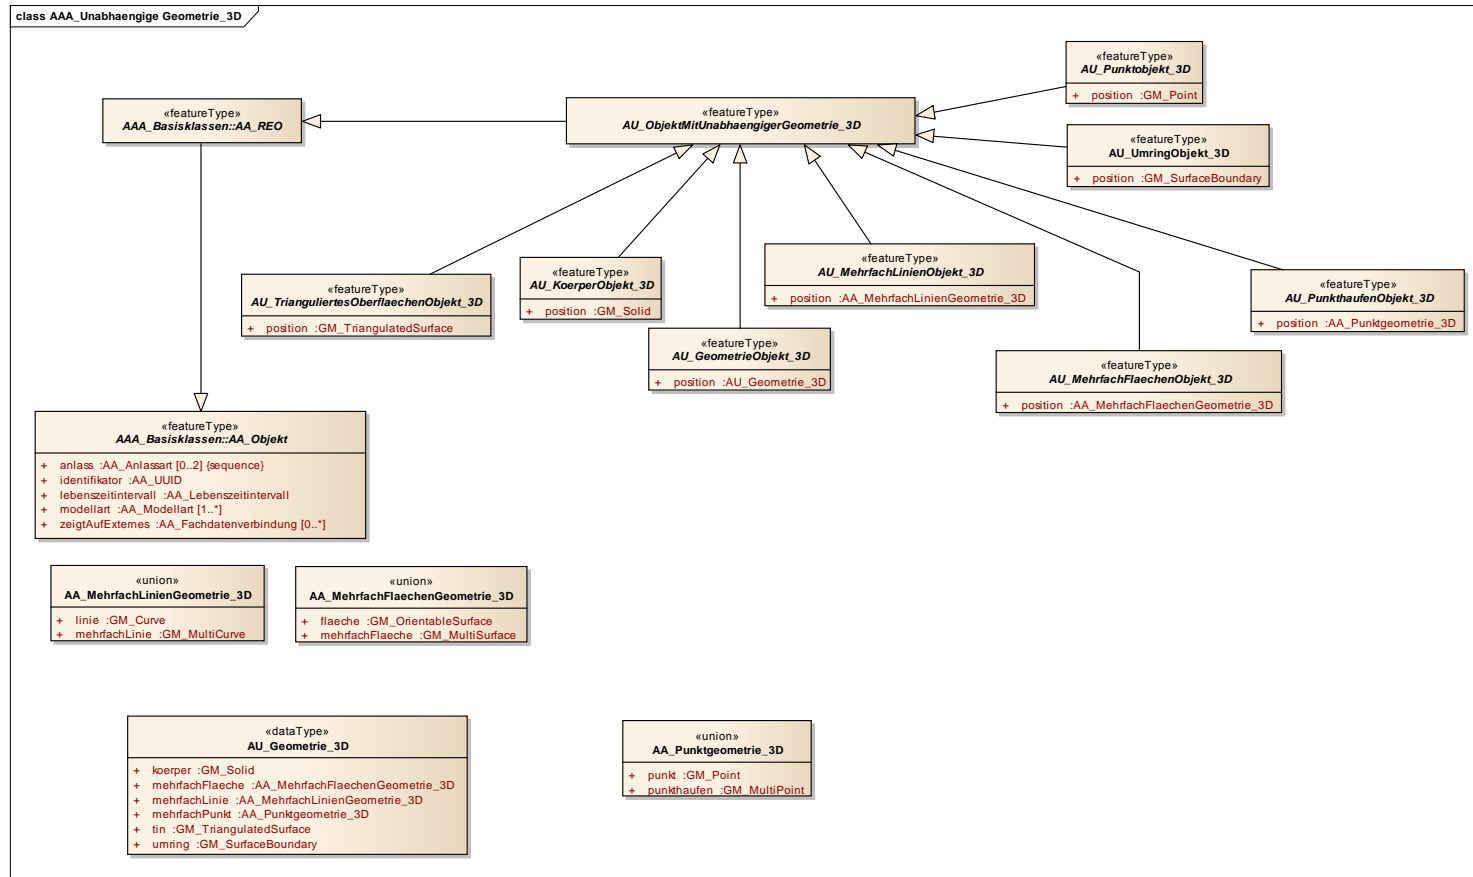 class AAA_Unabhaengige Geometrie_3D
«featureType»
AU_Punktobjekt_3D
+ position :GM_Point
«featureType»
AAA_Basisklassen::AA_REO
«featureType»
AU_ObjektMitUnabhaengigerGeometrie_3D
«featureType»
AU_UmringObjekt_3D
+ position :GM_SurfaceBoundary
«featureType»
AU_TrianguliertesOberflaechenObjekt_3D
+ position :GM_TriangulatedSurface
«featureType»
AU_KoerperObjekt_3D
+ position :GM_Solid
«featureType»
AU_MehrfachLinienObjekt_3D
+ position :AA_MehrfachLinienGeometrie_3D
«featureType»
AU_PunkthaufenObjekt_3D
+ position :AA_Punktgeometrie_3D
«featureType»
AU_GeometrieObjekt_3D
+ position :AU_Geometrie_3D
«featureType»
AU_MehrfachFlaechenObjekt_3D
+ position :AA_MehrfachFlaechenGeometrie_3D
«featureType»
AAA_Basisklassen::AA_Objekt
+ anlass :AA_Anlassart [0..2] {sequence}
+ identifikator :AA_UUID
+ lebenszeitintervall :AA_Lebenszeitintervall
+ modellart :AA_Modellart [1..*]
+ zeigtAufExternes :AA_Fachdatenverbindung [0..*]
«union»
AA_MehrfachLinienGeometrie_3D
+ linie :GM_Curve
+ mehrfachLinie :GM_MultiCurve
«union»
AA_MehrfachFlaechenGeometrie_3D
+ flaeche :GM_OrientableSurface
+ mehrfachFlaeche :GM_MultiSurface
«dataType»
AU_Geometrie_3D
+ koerper :GM_Solid
+ mehrfachFlaeche :AA_MehrfachFlaechenGeometrie_3D
+ mehrfachLinie :AA_MehrfachLinienGeometrie_3D
+ mehrfachPunkt :AA_Punktgeometrie_3D
+ tin :GM_TriangulatedSurface
+ umring :GM_SurfaceBoundary
«union»
AA_Punktgeometrie_3D
+ punkt :GM_Point
+ punkthaufen :GM_MultiPoint